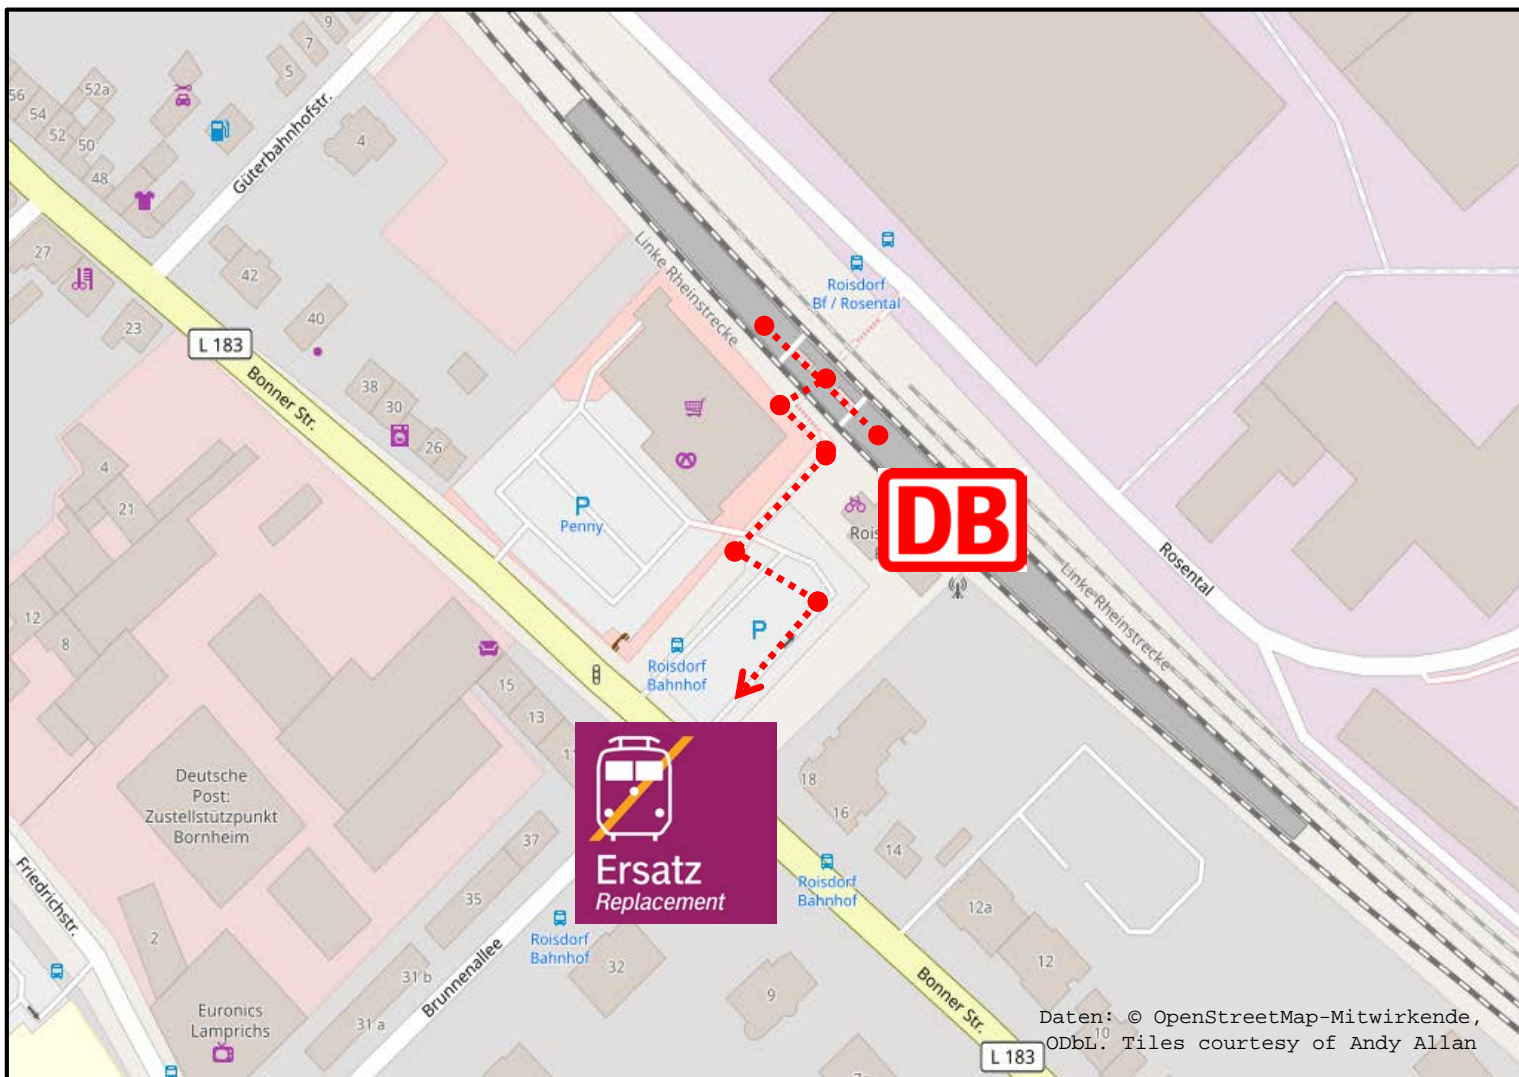 9
7
5
56
52a
54
52
50
48
4
Güterbahnhofstr.
27
42
40
23
L 183
Bonner Str.
38
30
26
4
21
12
8
Linke Rheinstrecke
Roisdorf
Bf / Rosental
P
Penny
DB
Rosental
Linke Rheinstrecke
P
Roisdorf
Bahnhof
15
13
Deutsche
Post:
Zustellstützpunkt
Bornheim
37
35
18
16
14
Ersatz
Replacement
Roisdorf
Bahnhof
Roisdorf
Bahnhof
Friedrichstr.
2
31 b
31 a
Brunnenallee
32
9
12a
12
10
Euronics
Lamprichs
Bonner Str.
L 183
Daten: © OpenStreetMap-Mitwirkende,
ODbL. Tiles courtesy of Andy Allan